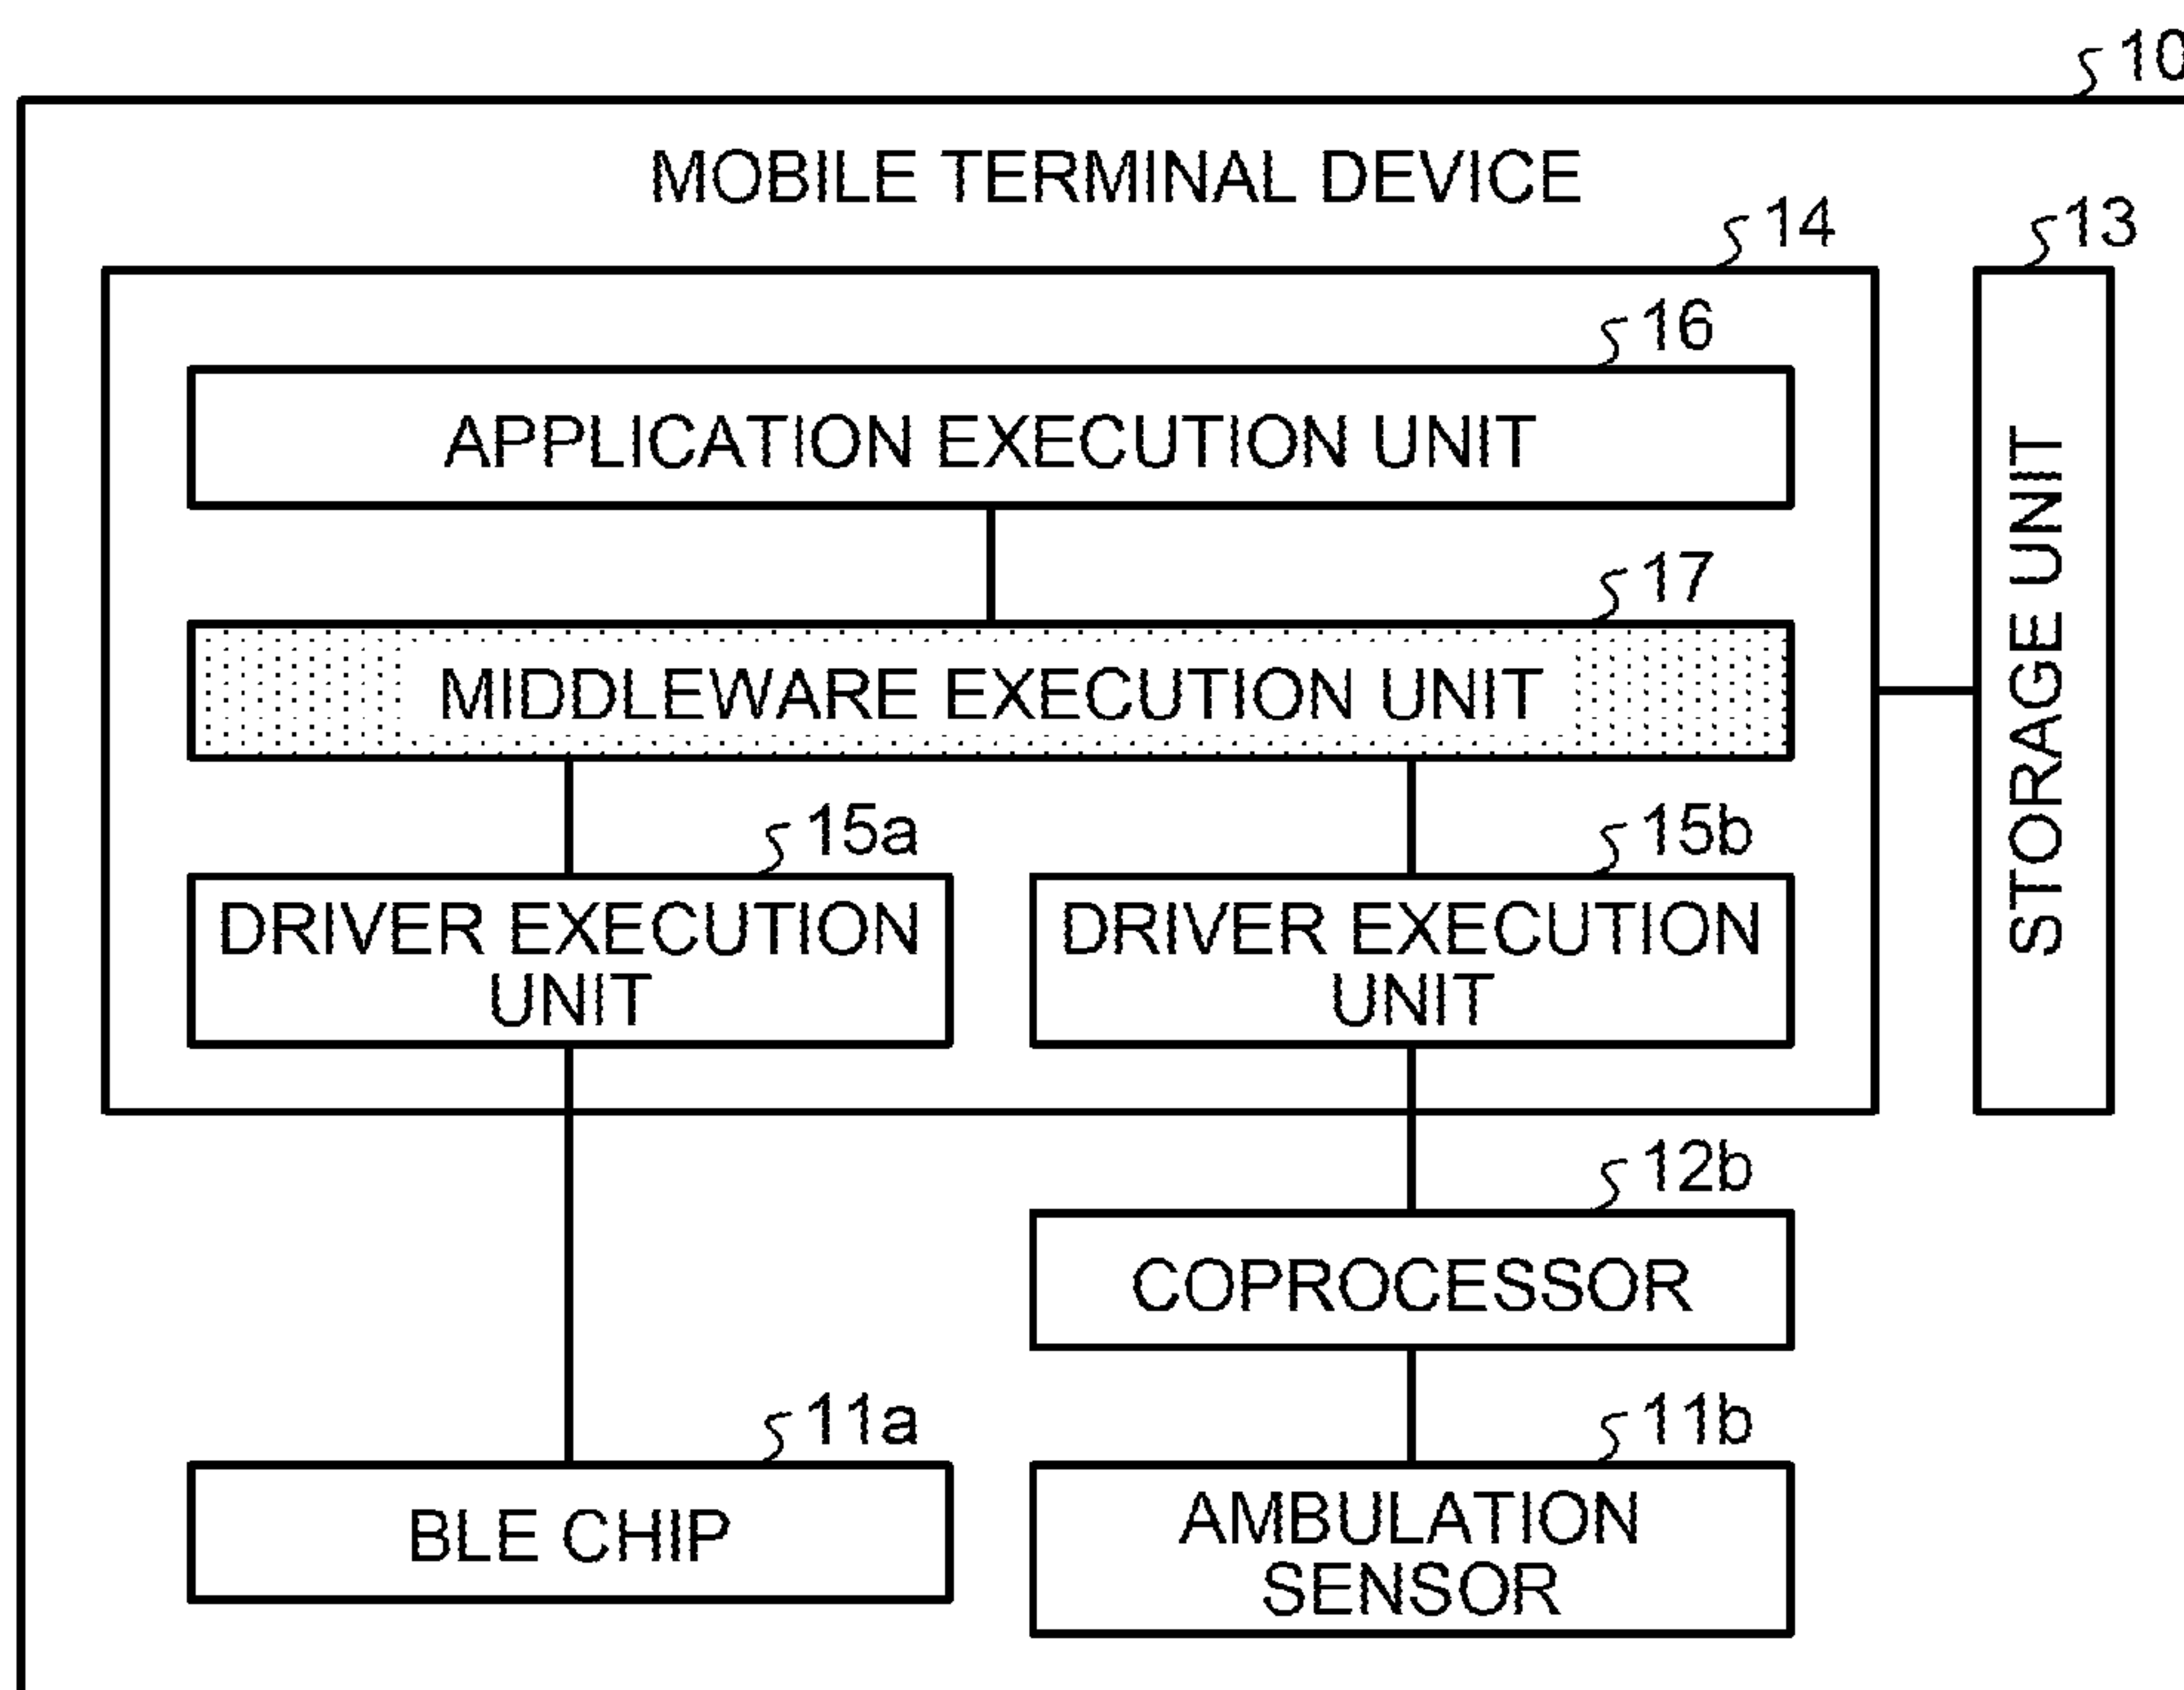 10
MOBILE TERMINAL DEVICE
14
13
16
APPLICATION EXECUTION UNIT
17
MIDDLEWARE EXECUTION UNIT
STORAGE UNIT
15a
15b
DRIVER EXECUTION
UNIT
DRIVER EXECUTION
UNIT
12b
COPROCESSOR
11a
11b
BLE CHIP
AMBULATION
SENSOR